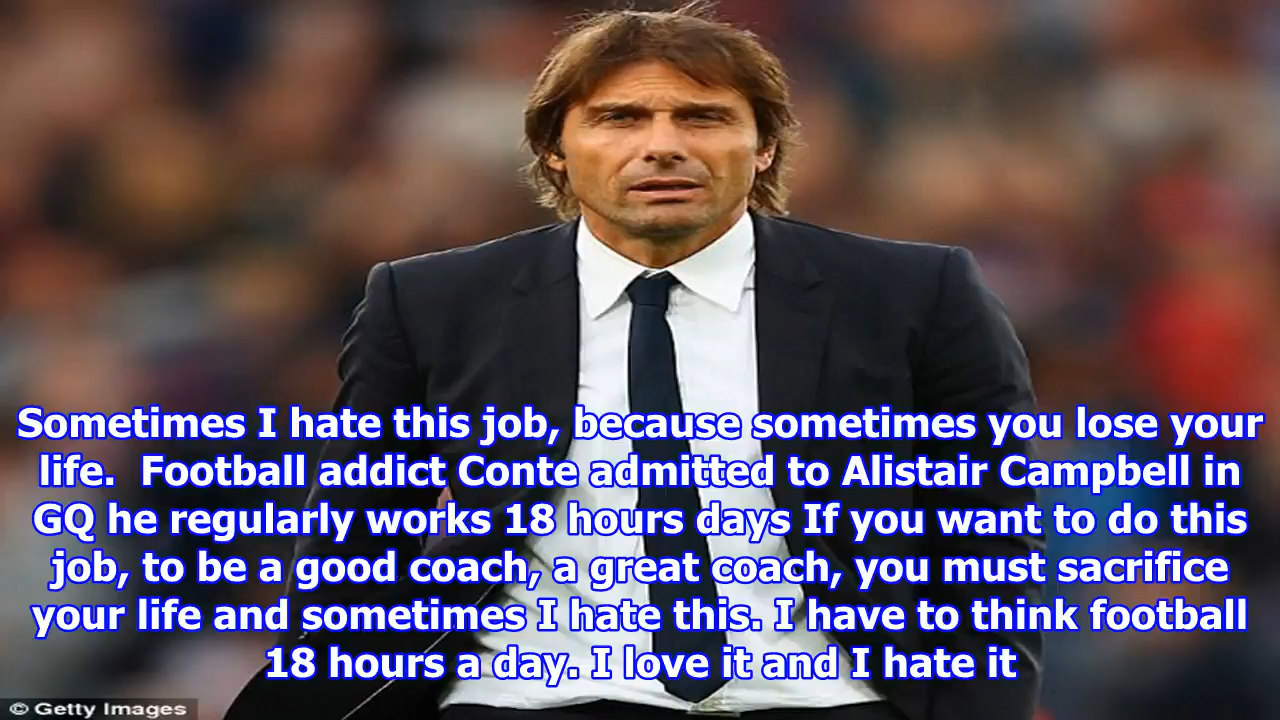 Sometimes I hate this job, because sometimes you lose your
life.  Football addict Conte admitted to Alistair Campbell in
GQ he regularly works 18 hours days If you want to do this
job, to be a good coach, a great coach, you must sacrifice
your life and sometimes I hate this. I have to think football
18 hours a day. I love it and I hate it
© Getty Images